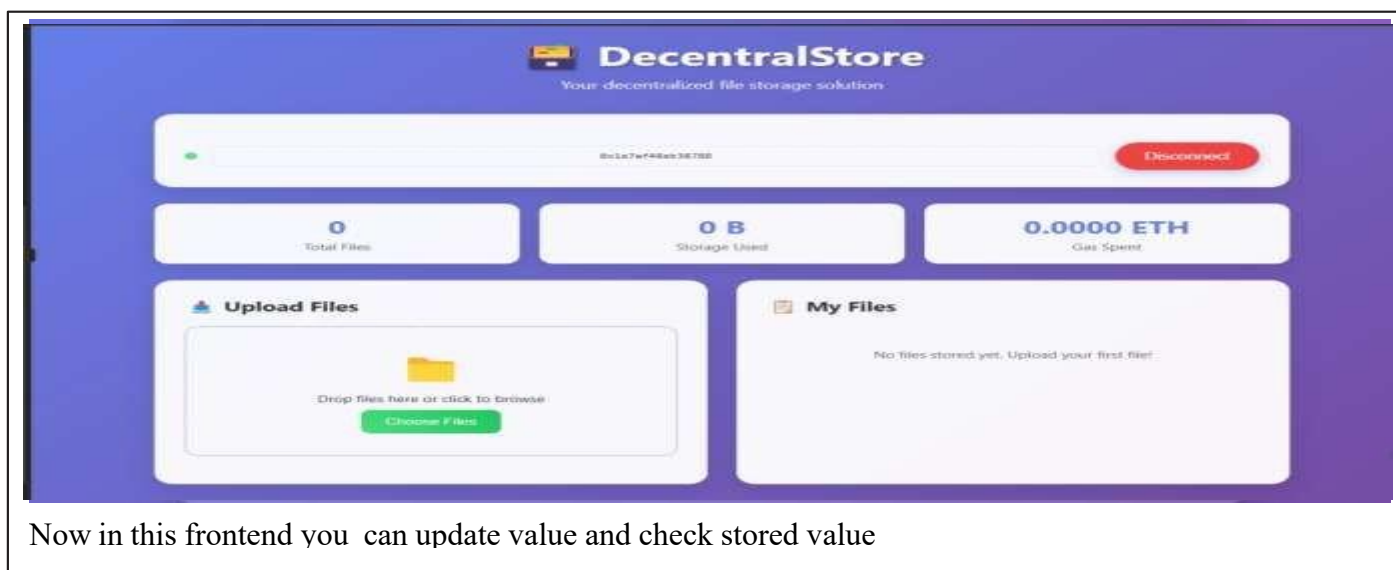 DecentralStore
Your decentralized file storage solution
Disconnect
0
Total Files
0 B
Storage Used
0.0000 ETH
Gas Spent
Upload Files
Drop files here or click to browse
Choose Files
My Files
No files stored yet. Upload your first file!
Now in this frontend you can update value and check stored value